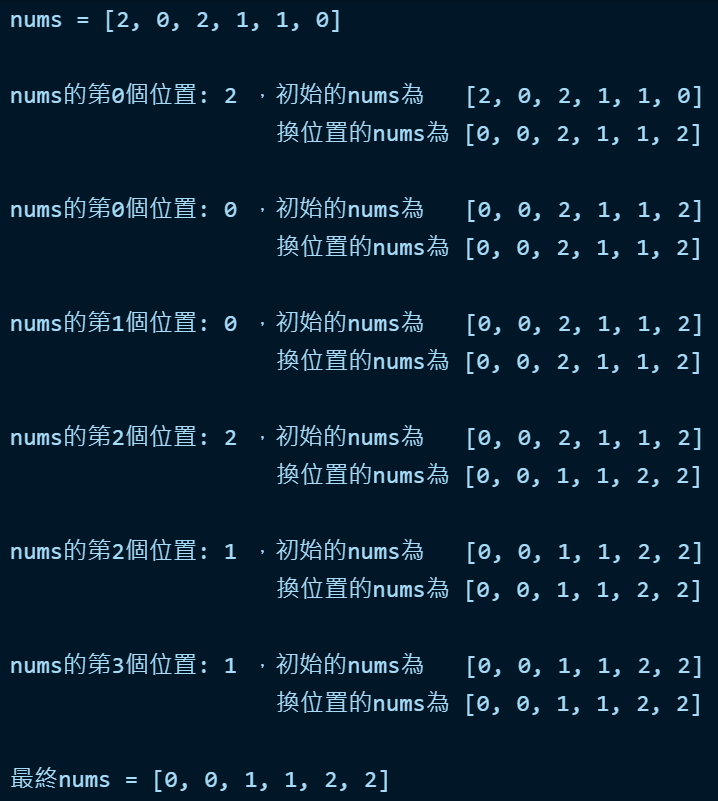 nums = [2, 0, 2, 1, 1, 0]
nums的第0個位置: 2 ，初始的nums為   [2, 0, 2, 1, 1, 0]
換位置的nums為 [0, 0, 2, 1, 1, 2]
nums的第0個位置: 0 ，初始的nums為   [0, 0, 2, 1, 1, 2]
換位置的nums為 [0, 0, 2, 1, 1, 2]
nums的第1個位置: 0 ，初始的nums為   [0, 0, 2, 1, 1, 2]
換位置的nums為 [0, 0, 2, 1, 1, 2]
nums的第2個位置: 2 ，初始的nums為   [0, 0, 2, 1, 1, 2]
換位置的nums為 [0, 0, 1, 1, 2, 2]
nums的第2個位置: 1 ，初始的nums為   [0, 0, 1, 1, 2, 2]
換位置的nums為 [0, 0, 1, 1, 2, 2]
nums的第3個位置: 1 ，初始的nums為   [0, 0, 1, 1, 2, 2]
換位置的nums為 [0, 0, 1, 1, 2, 2]
最終nums = [0, 0, 1, 1, 2, 2]